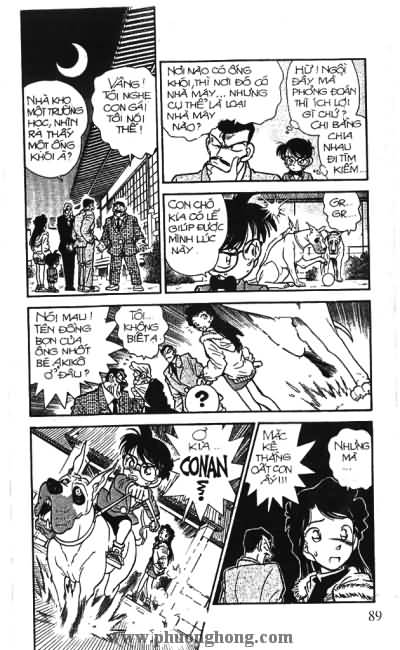 NHÀ KHO
MỘT TRƯỜNG
HỌC, NHÌN
RA THẤY
MỘT ỐNG
KHÓI À?
VÂNG!
TÔI NGHE
CON GÁI
TÔI NÓI
THẾ!
NƠI NÀO CÓ ỐNG
KHÓI, THÌ NƠI ĐÓ CÓ
NHÀ MÁY... NHƯNG
CỤ THỂ LÀ LOẠI
NHÀ MÁY
NÀO?
HỪ! NGỒI
ĐÂY MÀ
PHỎNG ĐOÁN
THÌ ÍCH LỢI
GÌ CHỨ?
CHI BẰNG
CHIA
NHAU
ĐI TÌM
KIẾM...
CON CHÓ
KIA CÓ LẼ
GIÚP ĐƯỢC
MÌNH LÚC
NÀY
GR...
GR...
NÓI MAU!
TÊN ĐỒNG
BỌN CỦA
ÔNG NHỐT
BÉ AKIKÔ
Ở ĐÂU?
TÔI...
KHÔNG
BIẾT Ạ
?
Ơ
KÌA...
CONAN
?
MẶC
KỆ
THẰNG
OẮT CON
ẤY!!!
NHƯNG
MÀ...
89
www.phuonghong.com